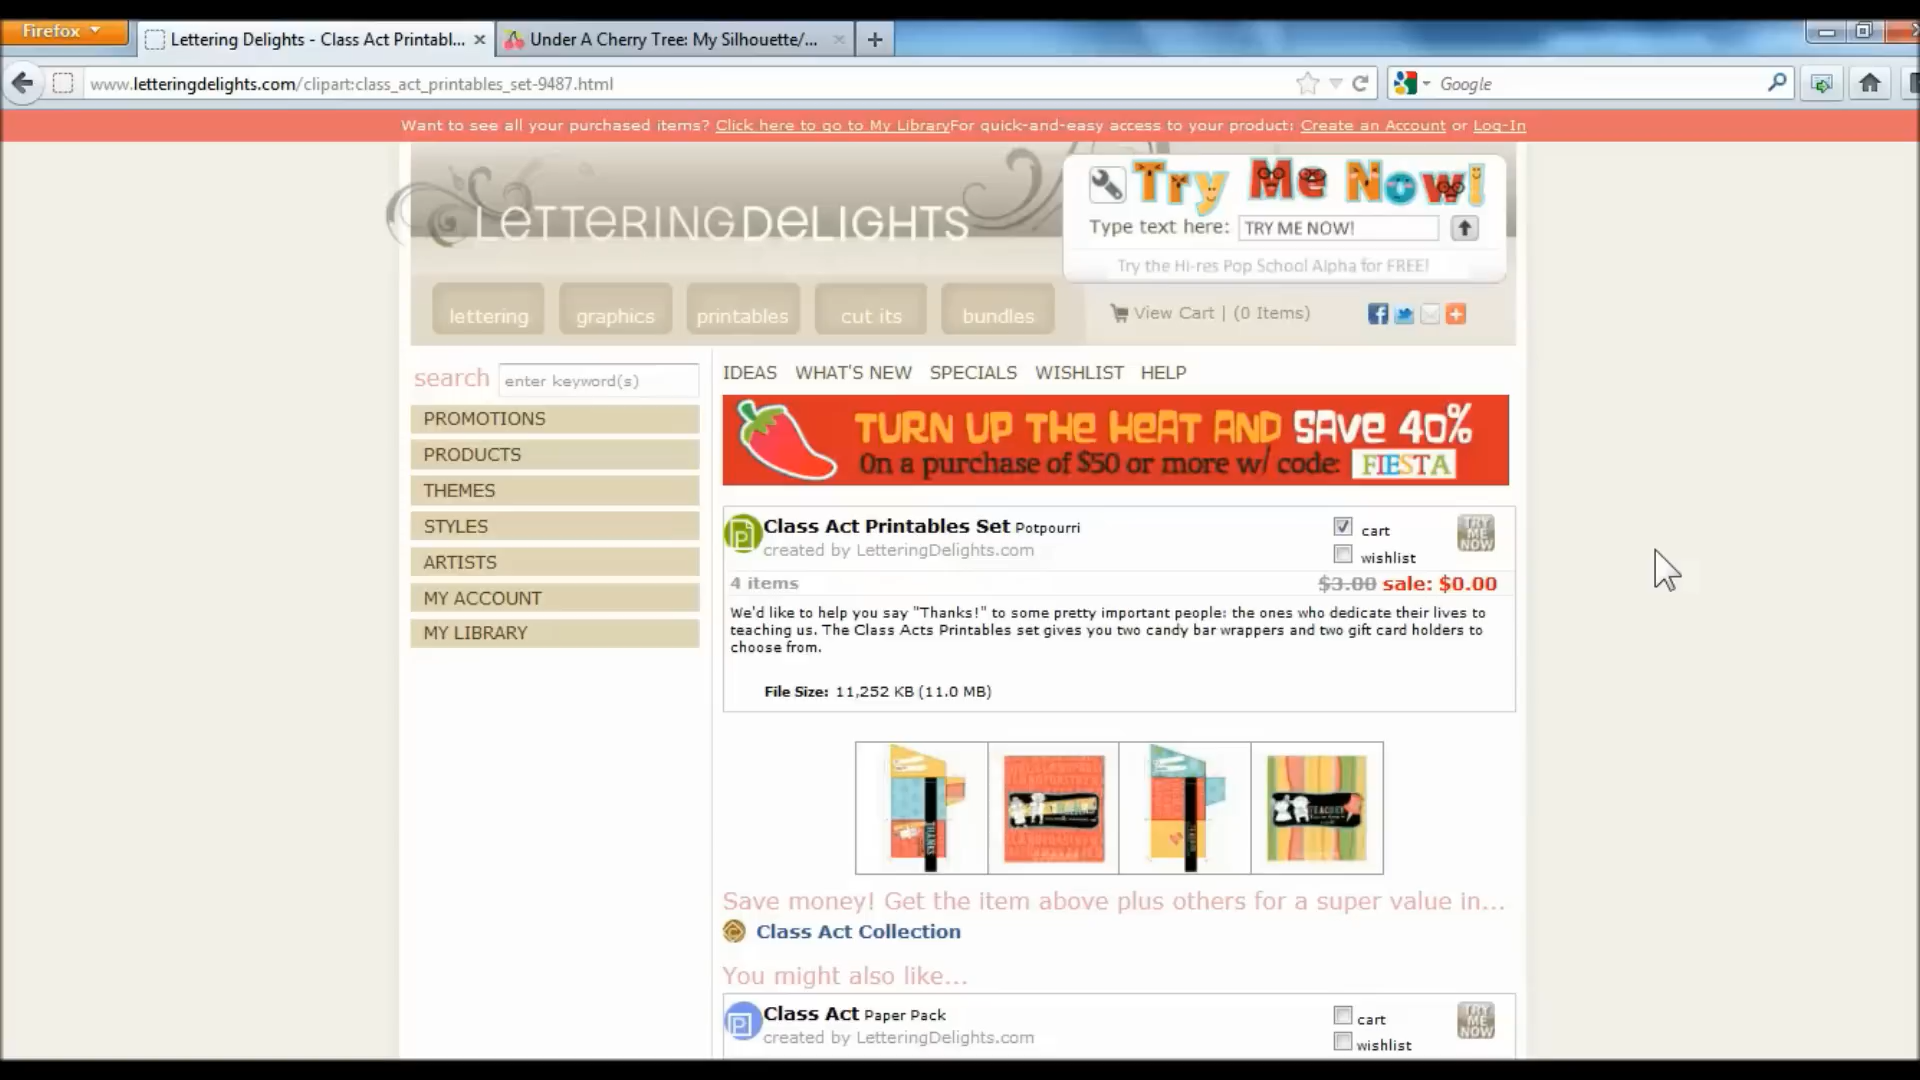 Firefox
Lettering Delights - Class Act Printabl...
Under A Cherry Tree: My Silhouette/...
www.letteringdelights.com/clipart:class_act_printables_set-9487.html
Google
Want to see all your purchased items? Click here to go to My LibraryFor quick-and-easy access to your product: Create an Account or Log-In
LETTERINGDELIGHTS
Try Me Now!
Type text here: TRY ME NOW!
Try the Hi-res Pop School Alpha for FREE!
lettering graphics printables cut its bundles
View Cart | (0 Items)
search enter keyword(s)
IDEAS WHAT'S NEW SPECIALS WISHLIST HELP
PROMOTIONS
PRODUCTS
THEMES
STYLES
ARTISTS
MY ACCOUNT
MY LIBRARY
TURN UP THE HEAT AND SAVE 40%
On a purchase of $50 or more w/ code: FIESTA
Class Act Printables Set Potpourri
created by LetteringDelights.com
cart
wishlist
TRY ME NOW
4 items
$3.00 sale: $0.00
We'd like to help you say "Thanks!" to some pretty important people: the ones who dedicate their lives to
teaching us. The Class Acts Printables set gives you two candy bar wrappers and two gift card holders to
choose from.
File Size: 11,252 KB (11.0 MB)
THANKS
TEACHER
Save money! Get the item above plus others for a super value in...
Class Act Collection
You might also like...
Class Act Paper Pack
created by LetteringDelights.com
cart
wishlist
TRY ME NOW